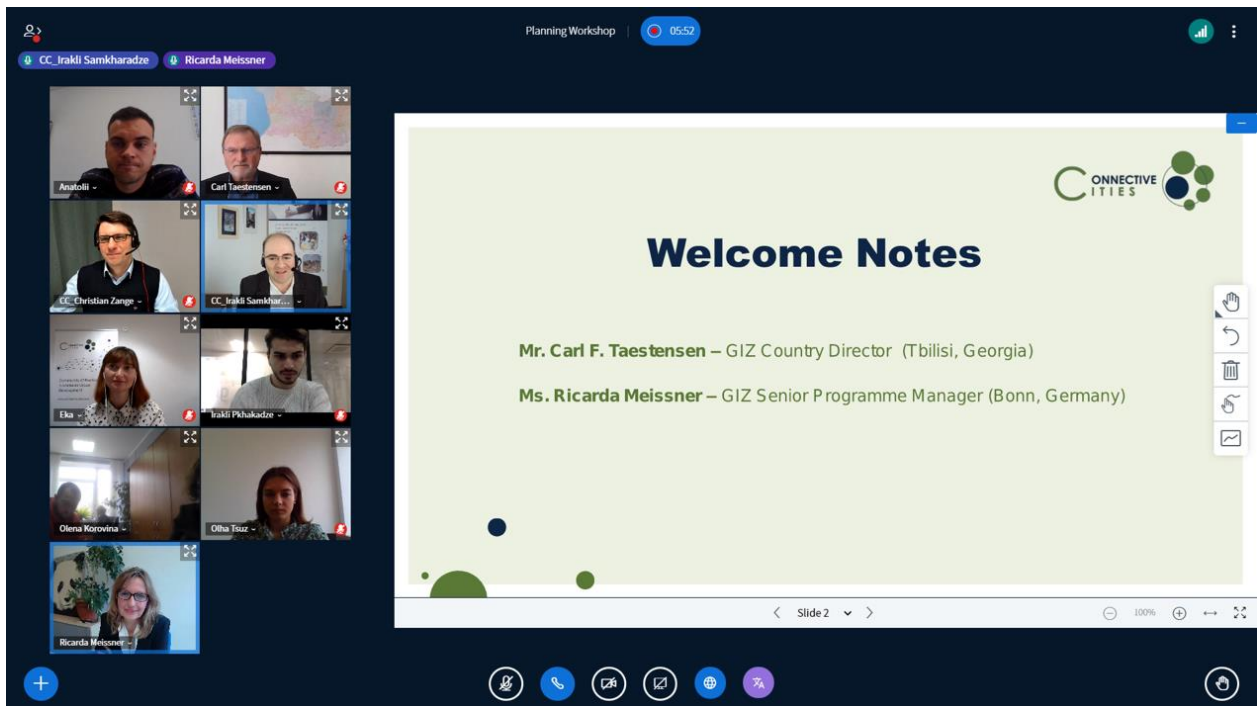 Planning Workshop
05:52
CC_Irakli Samkharadze
Ricarda Meissner
Anatolii
Carl Taestensen
CC_Christian Zange
CC_Irakli Samkhar...
Eka
Irakli Pkhakadze
Olena Korovina
Olha Tsuz
Ricarda Meissner
CONNECTIVE
CITIES
Welcome Notes
Mr. Carl F. Taestensen – GIZ Country Director (Tbilisi, Georgia)
Ms. Ricarda Meissner – GIZ Senior Programme Manager (Bonn, Germany)
Slide 2
100%